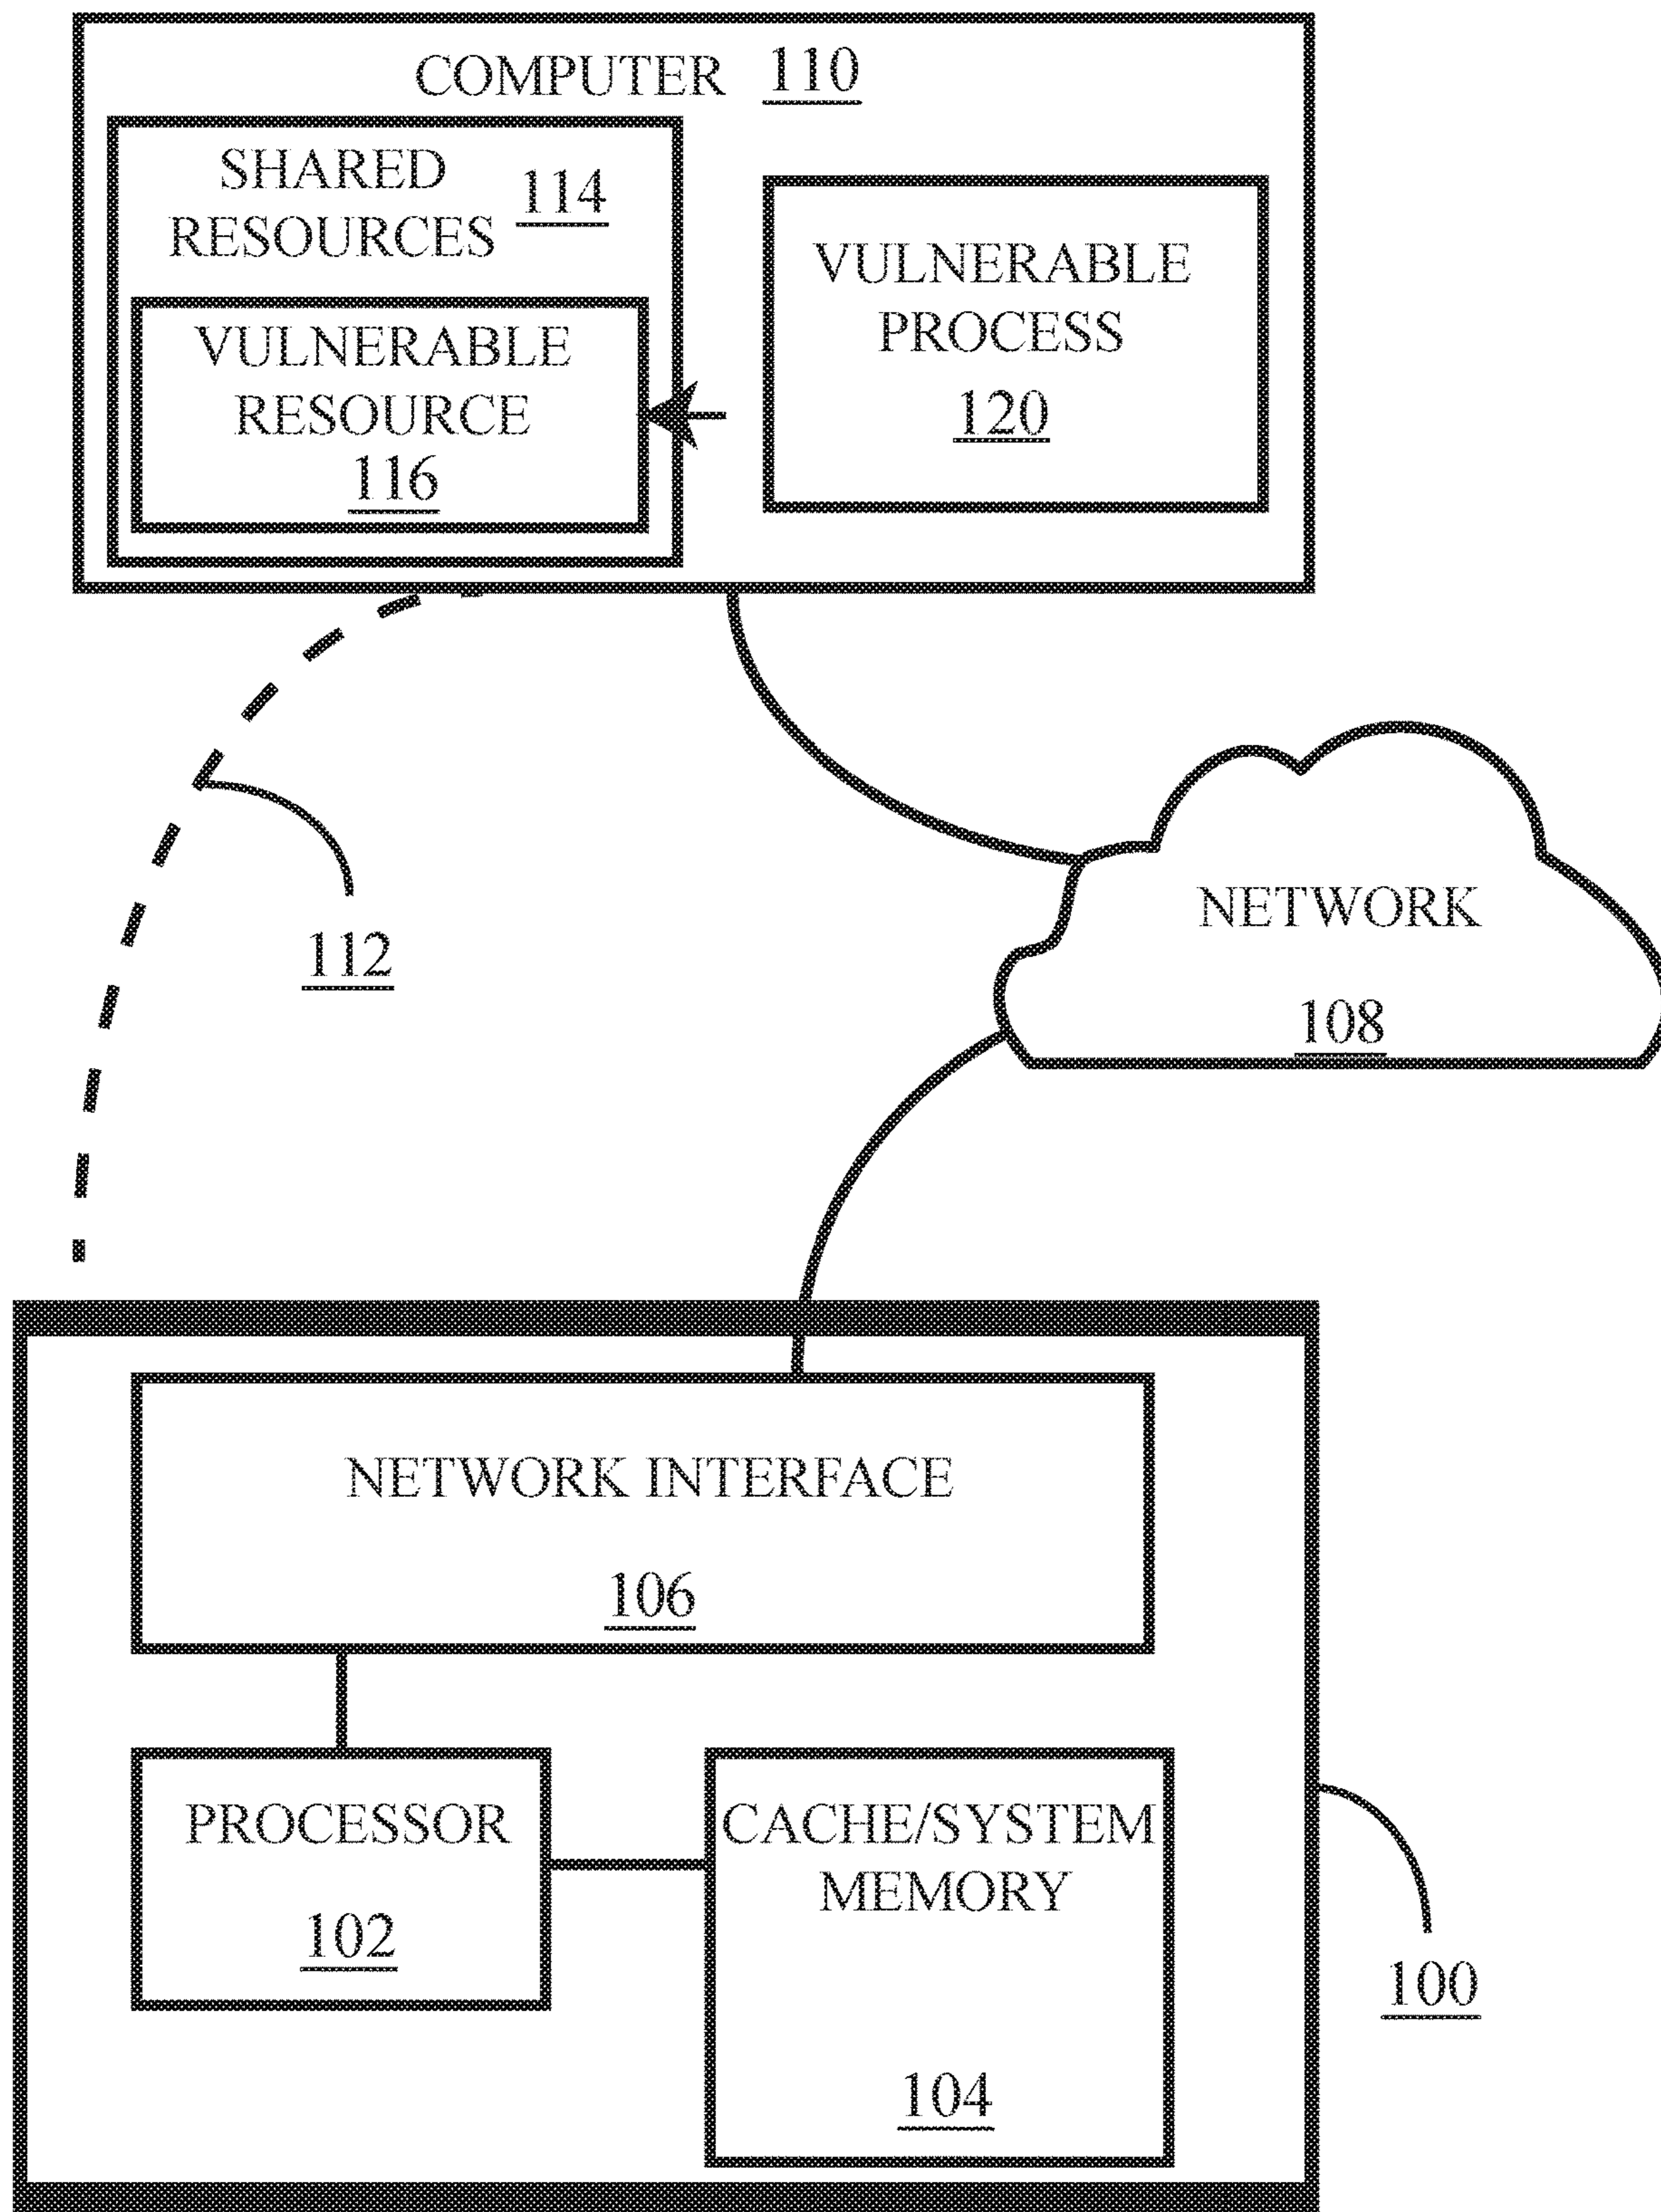 COMPUTER 110
SHARED
RESOURCES 114
VULNERABLE
RESOURCE
116
VULNERABLE
PROCESS
120
112
NETWORK
108
NETWORK INTERFACE
106
PROCESSOR
102
CACHE/SYSTEM
MEMORY
104
100